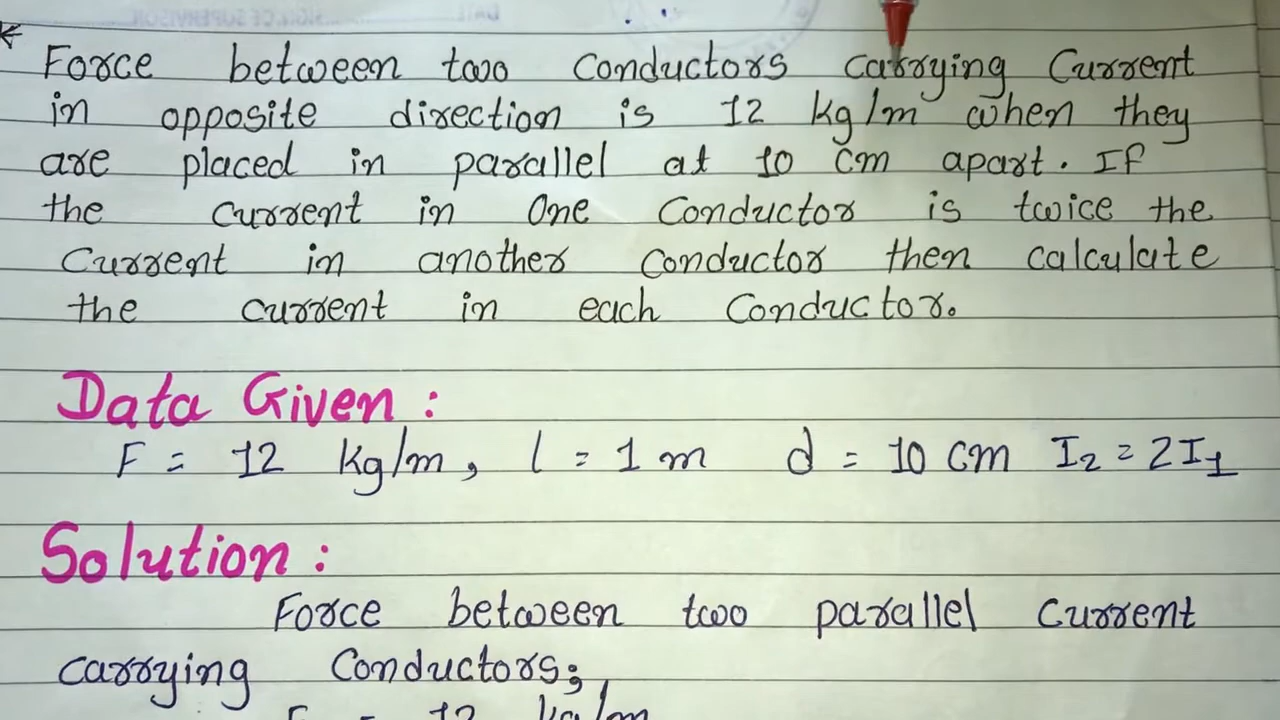 Force between two Conductors carrying Current
in opposite direction is 12 kg/m when they
are placed in parallel at 10 cm apart. If
the current in One Conductor is twice the
Current in another Conductor then calculate
the current in each Conductor.
Data Given :
F = 12 kg/m, l = 1 m d = 10 cm I₂ = 2I₁
Solution :
Force between two parallel Current
carrying Conductors;
F = 12 kg/m